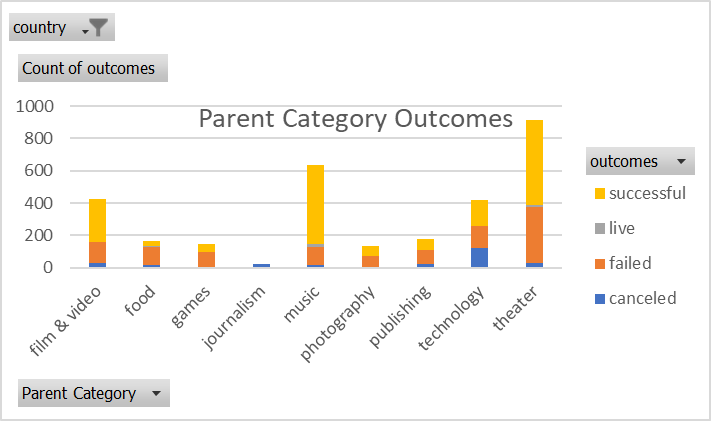 country
Count of outcomes
Parent Category Outcomes
1000
800
600
400
200
0
film & video
food
games
journalism
music
photography
publishing
technology
theater
outcomes
successful
live
failed
canceled
Parent Category